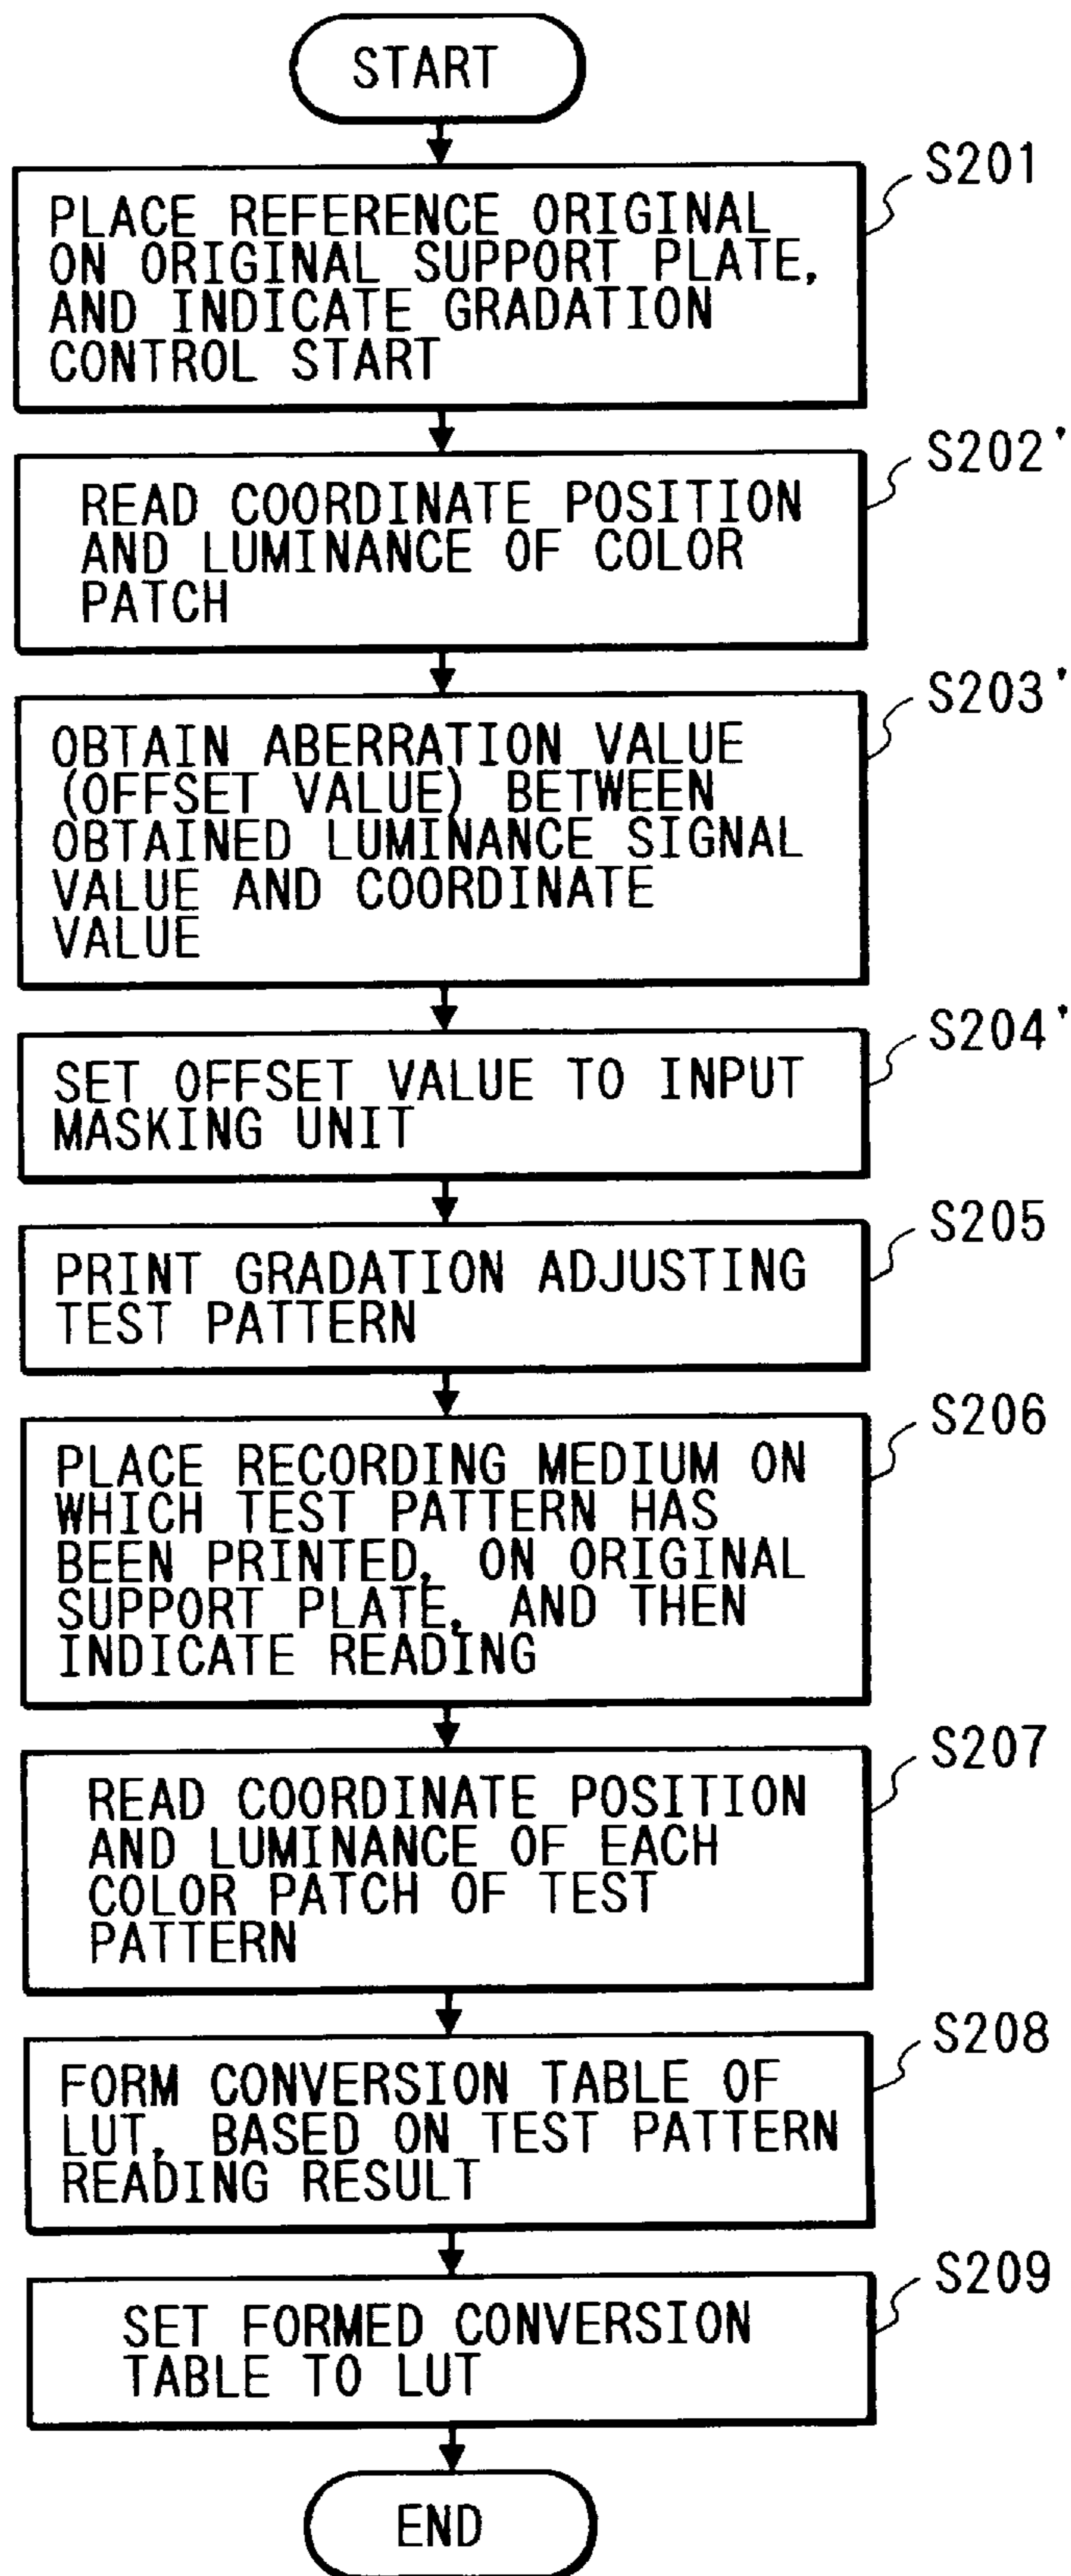 START
S201
PLACE REFERENCE ORIGINAL
ON ORIGINAL SUPPORT PLATE,
AND INDICATE GRADATION
CONTROL START
S202'
READ COORDINATE POSITION
AND LUMINANCE OF COLOR
PATCH
S203'
OBTAIN ABERRATION VALUE
(OFFSET VALUE) BETWEEN
OBTAINED LUMINANCE SIGNAL
VALUE AND COORDINATE
VALUE
S204'
SET OFFSET VALUE TO INPUT
MASKING UNIT
S205
PRINT GRADATION ADJUSTING
TEST PATTERN
S206
PLACE RECORDING MEDIUM ON
WHICH TEST PATTERN HAS
BEEN PRINTED, ON ORIGINAL
SUPPORT PLATE, AND THEN
INDICATE READING
S207
READ COORDINATE POSITION
AND LUMINANCE OF EACH
COLOR PATCH OF TEST
PATTERN
S208
FORM CONVERSION TABLE OF
LUT, BASED ON TEST PATTERN
READING RESULT
S209
SET FORMED CONVERSION
TABLE TO LUT
END